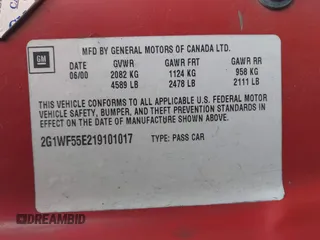 GM
MFD BY GENERAL MOTORS OF CANADA LTD.
DATE GVWR GAWR FRT GAWR RR
06/00 2082 KG 1124 KG 958 KG
4589 LB 2478 LB 2111 LB
THIS VEHICLE CONFORMS TO ALL APPLICABLE U.S. FEDERAL MOTOR
VEHICLE SAFETY, BUMPER, AND THEFT PREVENTION STANDARDS
IN EFFECT ON THE DATE OF MANUFACTURE SHOWN ABOVE.
2G1WF55E219101017 TYPE: PASS CAR
DREAMBID